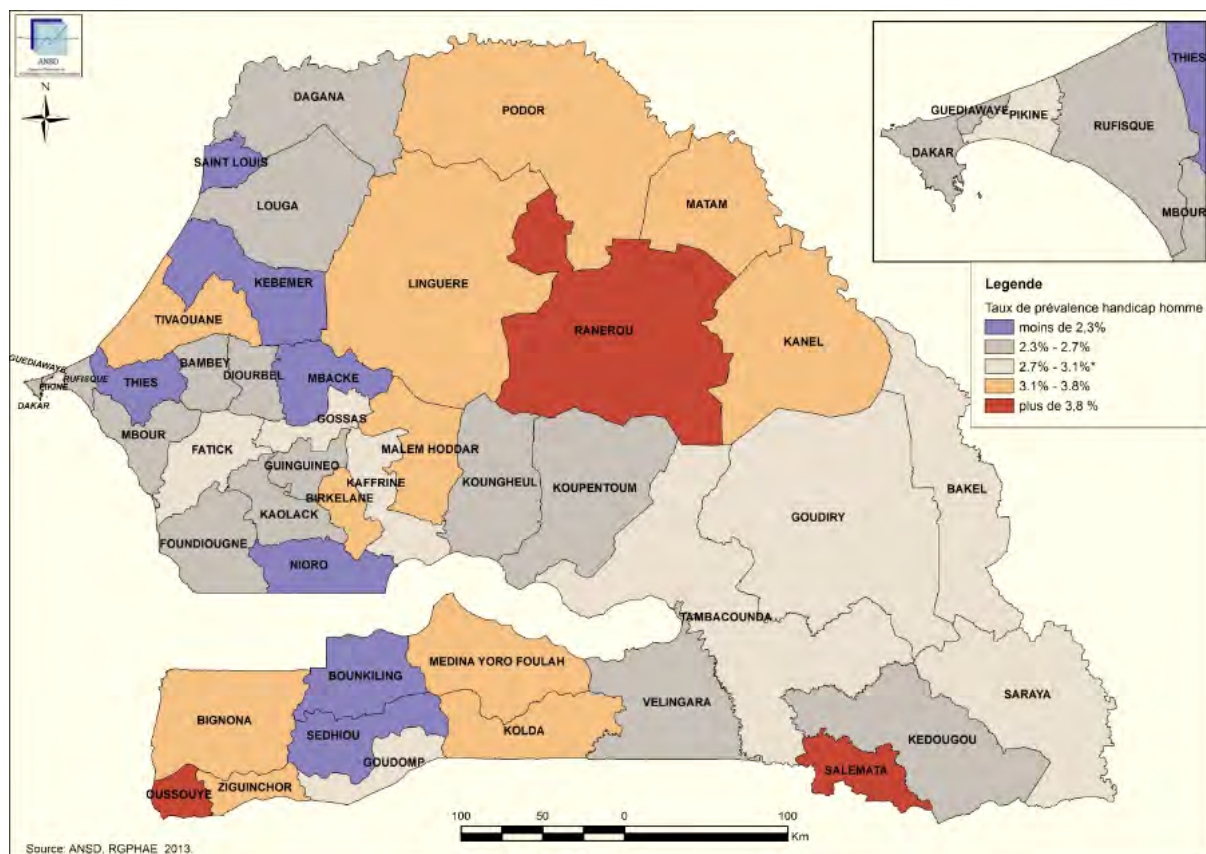 ANSD
N
DAGANA
PODOR
SAINT LOUIS
LOUGA
MATAM
KEBEMER
LINGUERE
TIVAOUANE
RANEROU
KANEL
GUEDIAWAYE
PIKINE
RUFISQUE
DAKAR
THIES
BAMBEY
DIOURBEL
MBACKE
GOSSAS
MBOUR
FATICK
MALEM HODDAR
GUINGUINEO
KAFFRINE
BIRKELANE
KOUNGHEUL
KOUPENTOUM
GOUDIRY
BAKEL
KAOLACK
FOUNDIOUGNE
NIORO
TAMBACOUNDA
MEDINA YORO FOULAH
BOUNKILING
VELINGARA
SARAYA
BIGNONA
SEDHIOU
KOLDA
KEDOUGOU
GOUDOMP
SALEMATA
OUSSOUYE
ZIGUINCHOR
THIES
GUEDIAWAYE
PIKINE
RUFISQUE
DAKAR
MBOUR
Legende
Taux de prévalence handicap homme
moins de 2,3%
2.3% - 2.7%
2.7% - 3.1%*
3.1% - 3.8%
plus de 3,8 %
100 50 0 100
Km
Source: ANSD, RGPHAE 2013.